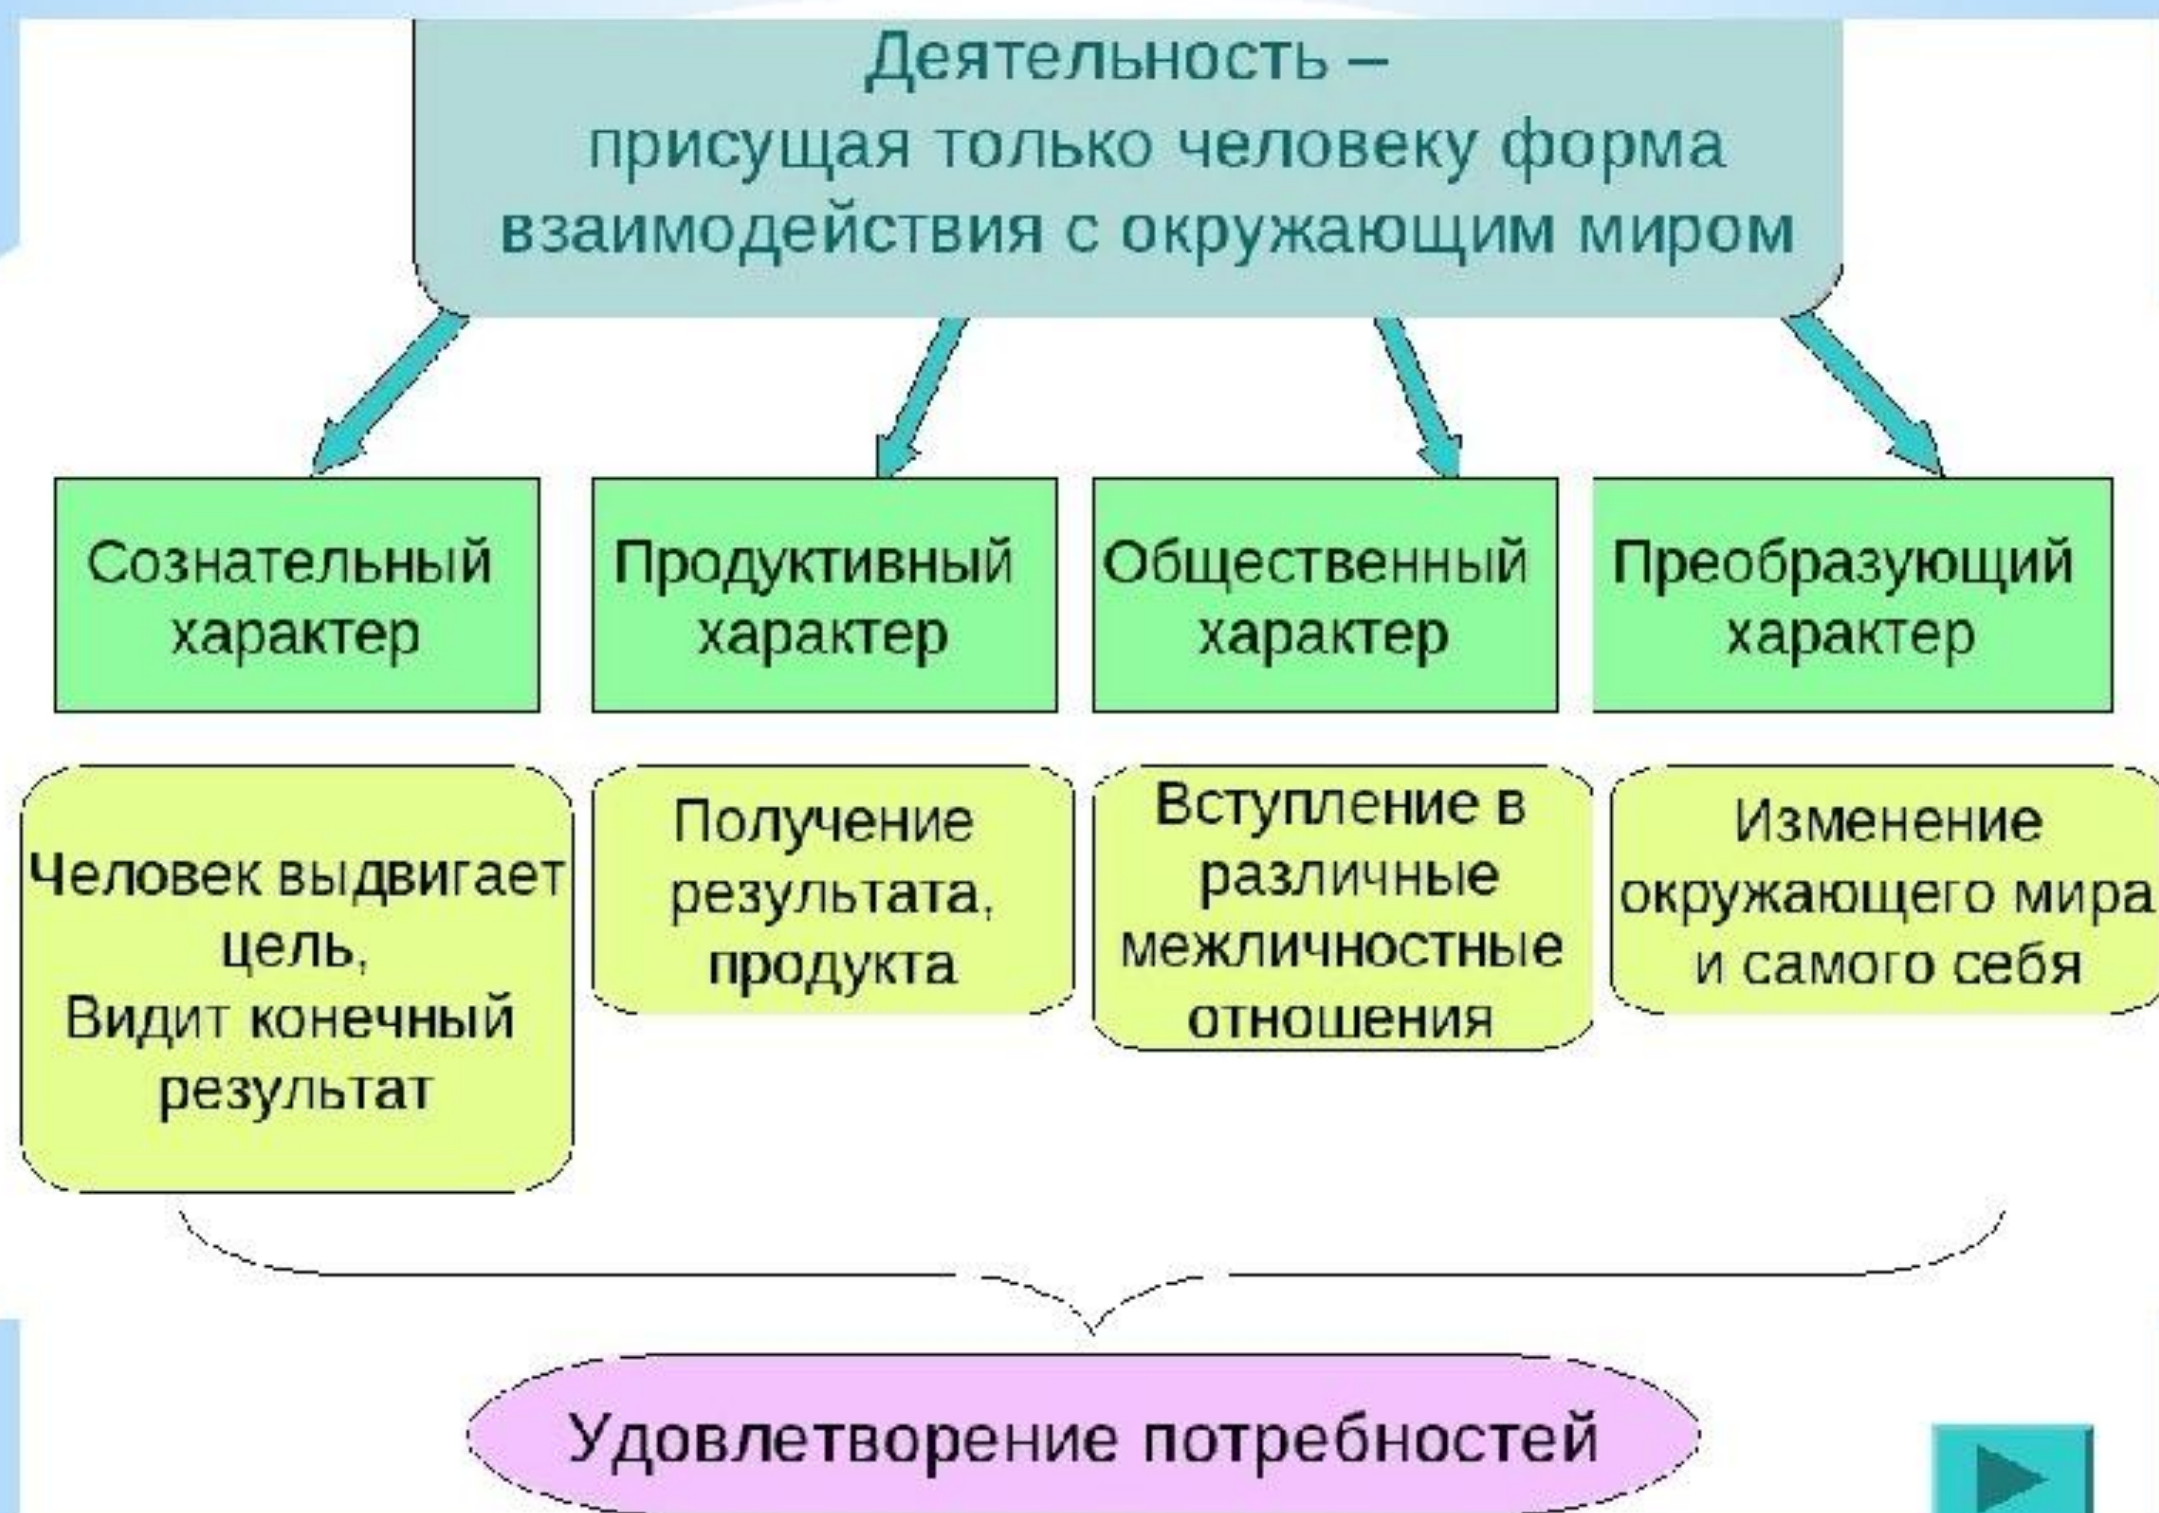 Деятельность –
присущая только человеку форма
взаимодействия с окружающим миром
Сознательный
характер
Продуктивный
характер
Общественный
характер
Преобразующий
характер
Человек выдвигает
цель,
Видит конечный
результат
Получение
результата,
продукта
Вступление в
различные
межличностные
отношения
Изменение
окружающего мира
и самого себя
Удовлетворение потребностей